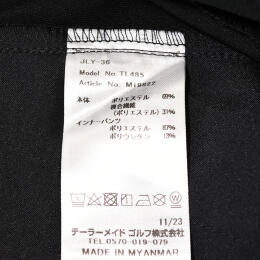 JLY-36
Model No.TL485
Article No. M19822
本体 ポリエステル 69%
複合繊維
(ポリエステル) 31%
インナーパンツ
ポリエステル 87%
ポリウレタン 13%
11/23
テーラーメイド ゴルフ株式会社
TEL.0570-019-079
MADE IN MYANMAR